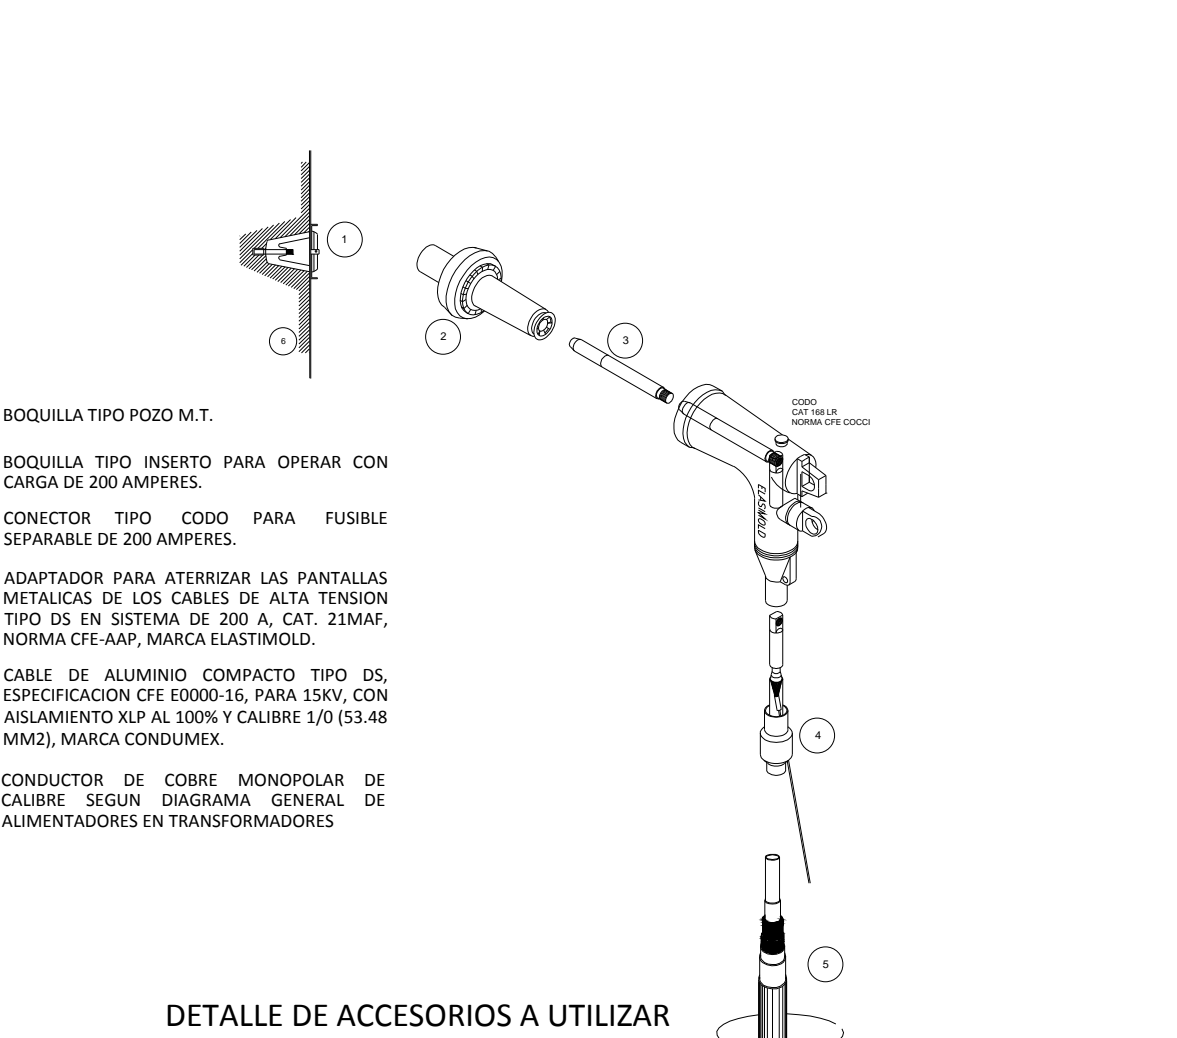 1
2
3
6
CODO
CAT 168 LR
NORMA CFE COCCI
BOQUILLA TIPO POZO M.T.
BOQUILLA TIPO INSERTO PARA OPERAR CON
CARGA DE 200 AMPERES.
CONECTOR TIPO CODO PARA FUSIBLE
SEPARABLE DE 200 AMPERES.
ELASIMOLD
ADAPTADOR PARA ATERRIZAR LAS PANTALLAS
METALICAS DE LOS CABLES DE ALTA TENSION
TIPO DS EN SISTEMA DE 200 A, CAT. 21MAF,
NORMA CFE-AAP, MARCA ELASTIMOLD.
CABLE DE ALUMINIO COMPACTO TIPO DS,
ESPECIFICACION CFE E0000-16, PARA 15KV, CON
AISLAMIENTO XLP AL 100% Y CALIBRE 1/0 (53.48
MM2), MARCA CONDUMEX.
4
CONDUCTOR DE COBRE MONOPOLAR DE
CALIBRE SEGUN DIAGRAMA GENERAL DE
ALIMENTADORES EN TRANSFORMADORES
5
DETALLE DE ACCESORIOS A UTILIZAR